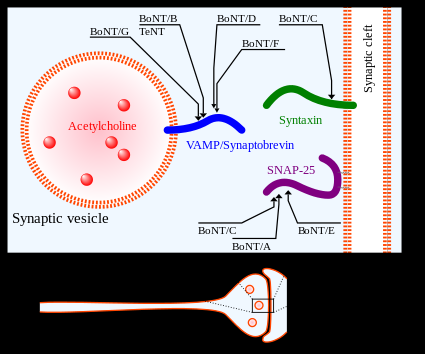 BoNT/B
TeNT
BoNT/D
BoNT/C
BoNT/G
BoNT/F
Synaptic cleft
Acetylcholine
Syntaxin
VAMP/Synaptobrevin
SNAP-25
Synaptic vesicle
BoNT/C
BoNT/E
BoNT/A